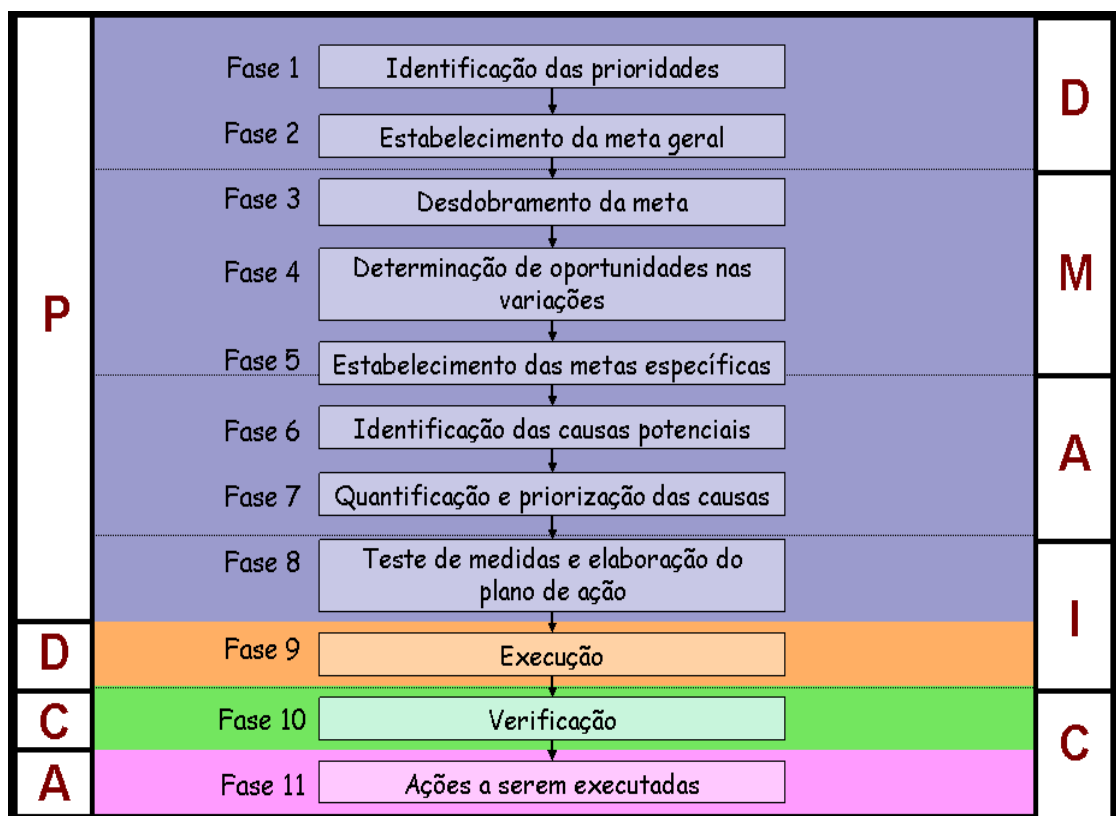 Fase 1
Identificação das prioridades
D
Fase 2
Estabelecimento da meta geral
Fase 3
Desdobramento da meta
Fase 4
Determinação de oportunidades nas
variações
M
P
Fase 5
Estabelecimento das metas específicas
Fase 6
Identificação das causas potenciais
A
Fase 7
Quantificação e priorização das causas
Fase 8
Teste de medidas e elaboração do
plano de ação
I
D
Fase 9
Execução
C
Fase 10
Verificação
C
A
Fase 11
Ações a serem executadas